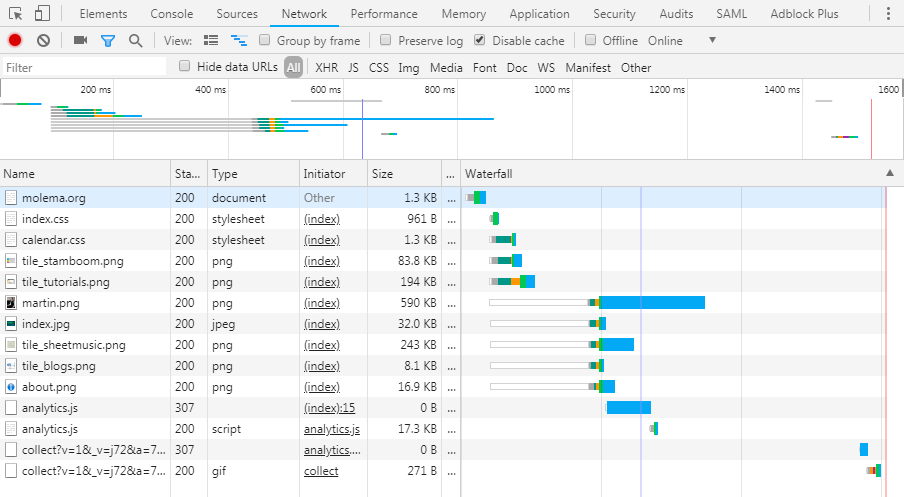 Elements Console Sources Network Performance Memory Application Security Audits SAML Adblock Plus
View: Group by frame Preserve log Disable cache Offline Online
Filter Hide data URLs All XHR JS CSS Img Media Font Doc WS Manifest Other
200 ms 400 ms 600 ms 800 ms 1000 ms 1200 ms 1400 ms 1600
Name Sta... Type Initiator Size ... Waterfall
molema.org 200 document Other 1.3 KB ...
index.css 200 stylesheet (index) 961 B ...
calendar.css 200 stylesheet (index) 1.3 KB ...
tile_stamboom.png 200 png (index) 83.8 KB ...
tile_tutorials.png 200 png (index) 194 KB ...
martin.png 200 png (index) 590 KB ...
index.jpg 200 jpeg (index) 32.0 KB ...
tile_sheetmusic.png 200 png (index) 243 KB ...
tile_blogs.png 200 png (index) 8.1 KB ...
about.png 200 png (index) 16.9 KB ...
analytics.js 307 (index):15 0 B ...
analytics.js 200 script analytics.js 17.3 KB ...
collect?v=1&_v=j72&a=7... 307 analytics.... 0 B ...
collect?v=1&_v=j72&a=7... 200 gif collect 271 B ...